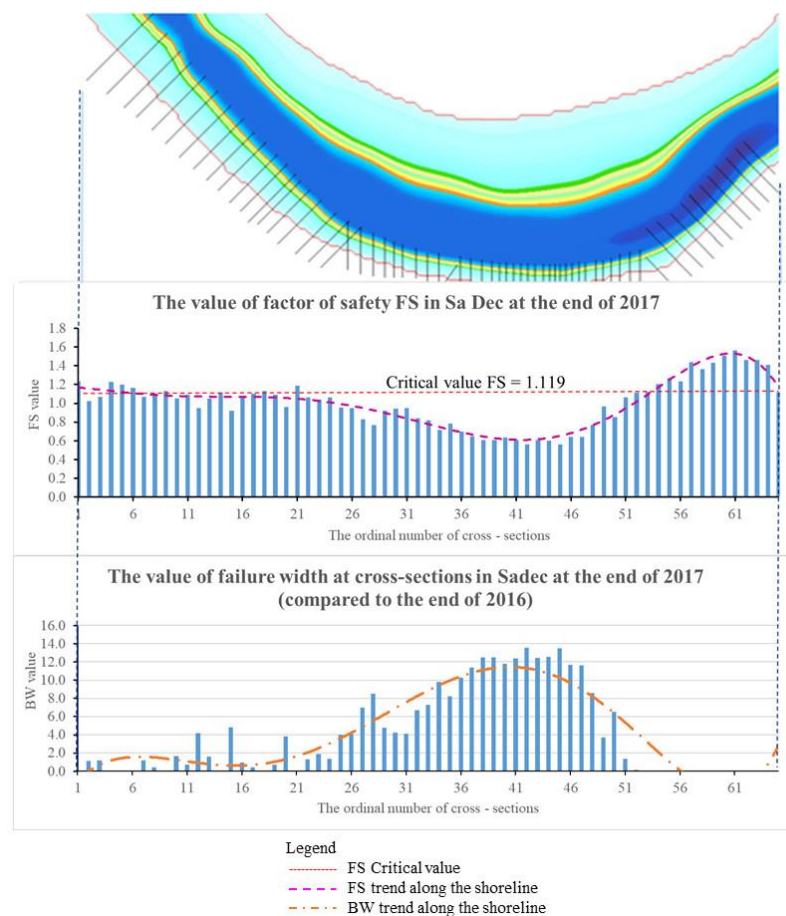 The value of factor of safety FS in Sa Dec at the end of 2017
1.8
1.6
1.4
1.2
1.0
0.8
0.6
0.4
0.2
0.0
FS value
Critical value FS = 1.119
1 6 11 16 21 26 31 36 41 46 51 56 61
The ordinal number of cross - sections
The value of failure width at cross-sections in Sadec at the end of 2017
(compared to the end of 2016)
16.0
14.0
12.0
10.0
8.0
6.0
4.0
2.0
0.0
BW value
1 6 11 16 21 26 31 36 41 46 51 56 61
The ordinal number of cross - sections
Legend
FS Critical value
FS trend along the shoreline
BW trend along the shoreline